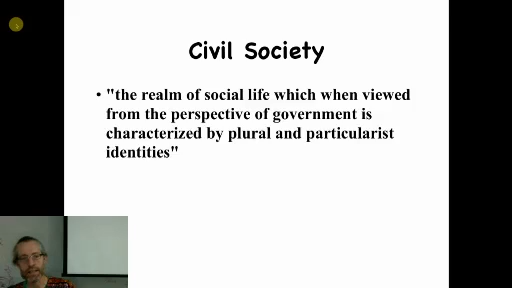 Civil Society
• "the realm of social life which when viewed
from the perspective of government is
characterized by plural and particularist
identities"